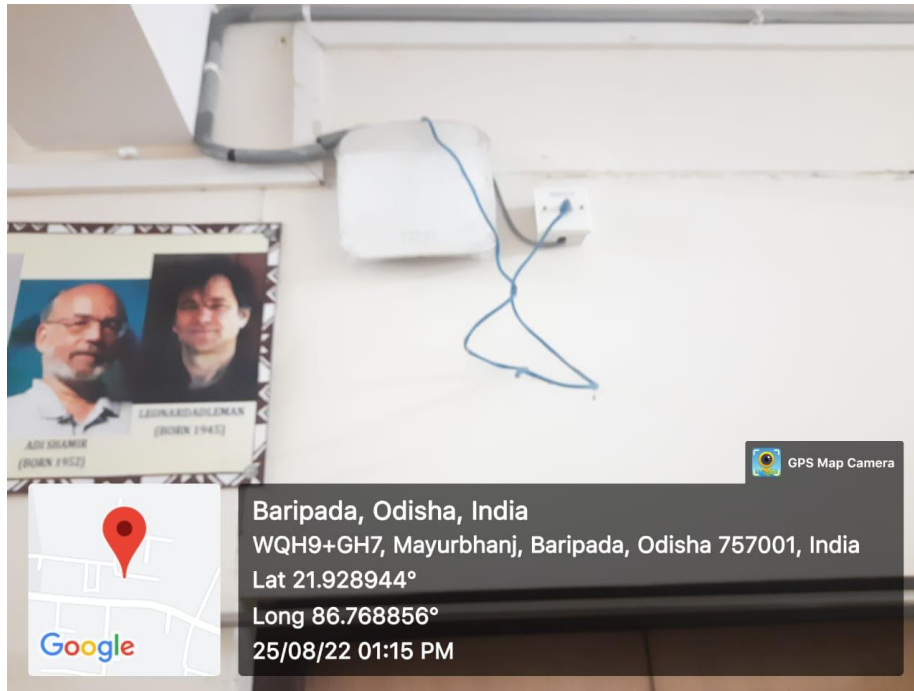 LEONARDADLEMAN
(BORN 1945)
ADI SHAMIR
(BORN 1952)
GPS Map Camera
Baripada, Odisha, India
WQH9+GH7, Mayurbhanj, Baripada, Odisha 757001, India
Lat 21.928944°
Long 86.768856°
25/08/22 01:15 PM
Google